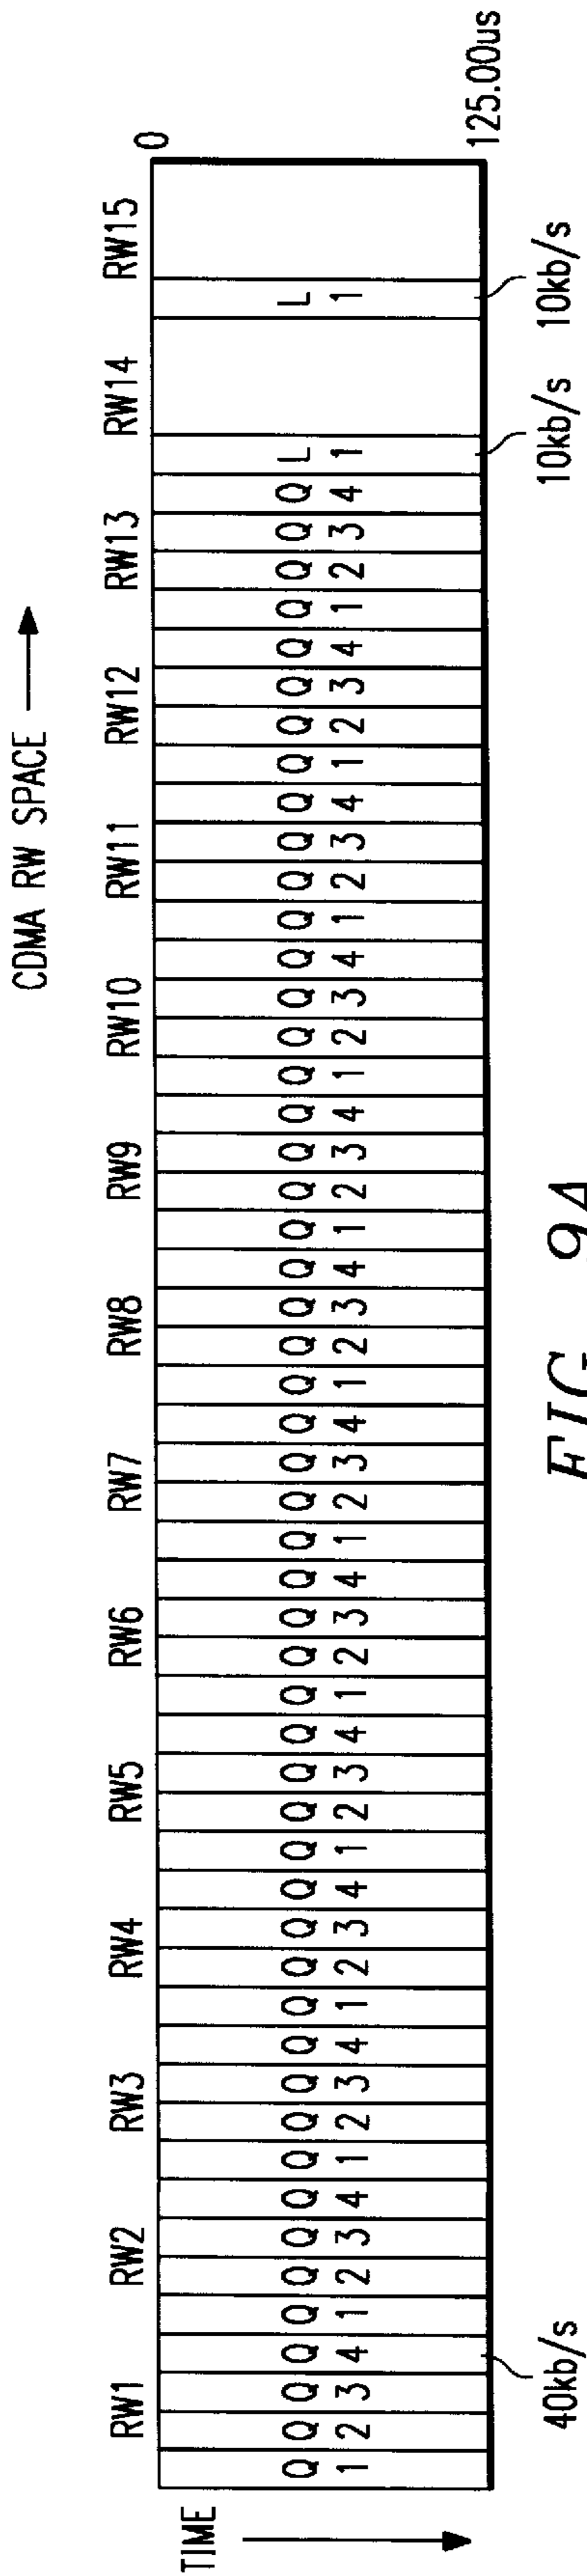 CDMA RW SPACE
RW1 RW2 RW3 RW4 RW5 RW6 RW7 RW8 RW9 RW10 RW11 RW12 RW13 RW14 RW15
TIME
0
Q Q Q Q Q Q Q Q Q Q Q Q Q Q Q Q Q Q Q Q Q Q Q Q Q Q Q Q Q Q Q Q Q Q Q Q Q Q Q Q Q Q Q Q Q Q Q Q Q Q Q Q L L
1 2 3 4 1 2 3 4 1 2 3 4 1 2 3 4 1 2 3 4 1 2 3 4 1 2 3 4 1 2 3 4 1 2 3 4 1 2 3 4 1 2 3 4 1 2 3 4 1 2 3 4 1 1
125.00us
40kb/s 10kb/s 10kb/s
FIG. 9A